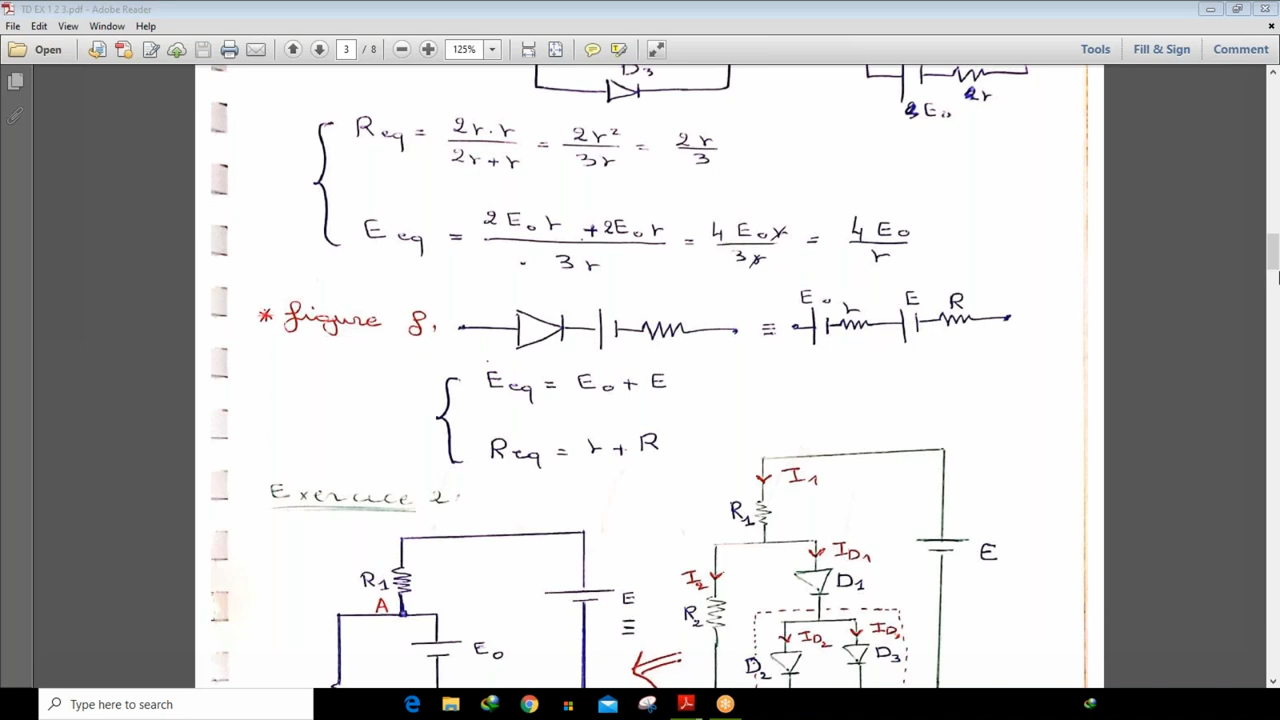 TD EX 1 2 3.pdf - Adobe Reader
File Edit View Window Help
Open 3 / 8 125% Tools Fill & Sign Comment
D3
2r
2E0
Req = 2r.r / 2r+r = 2r² / 3r = 2r / 3
Eeq = 2E0r + 2E0r / 3r = 4E0r / 3r = 4E0 / r
* figure f, ≡ E0 r E R
Eeq = E0 + E
Req = r + R
Exercice 2:
I1
R1
ID1
E
I2
D1
R1
A
R2
E
≡
ID2
ID3
E0
D2
D3
Type here to search